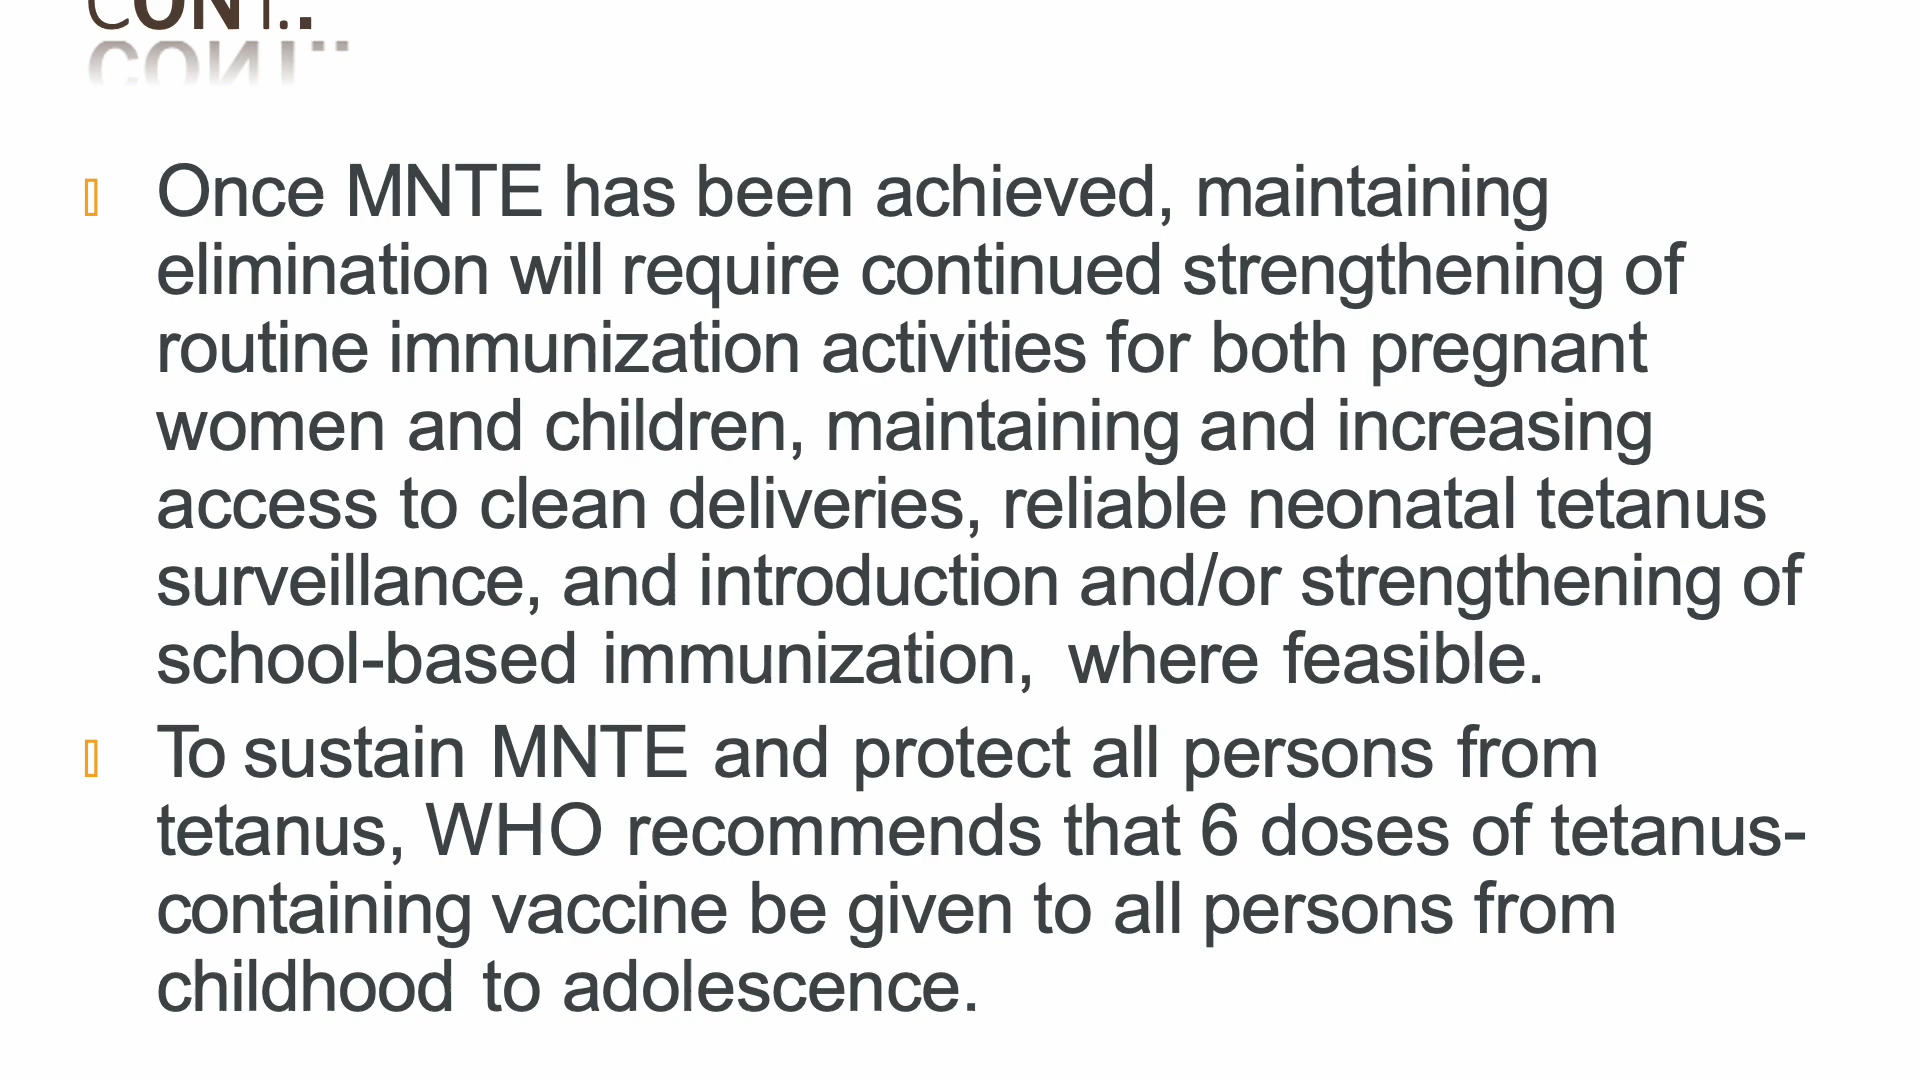 CONT..
Once MNTE has been achieved, maintaining
elimination will require continued strengthening of
routine immunization activities for both pregnant
women and children, maintaining and increasing
access to clean deliveries, reliable neonatal tetanus
surveillance, and introduction and/or strengthening of
school-based immunization, where feasible.
To sustain MNTE and protect all persons from
tetanus, WHO recommends that 6 doses of tetanus-
containing vaccine be given to all persons from
childhood to adolescence.